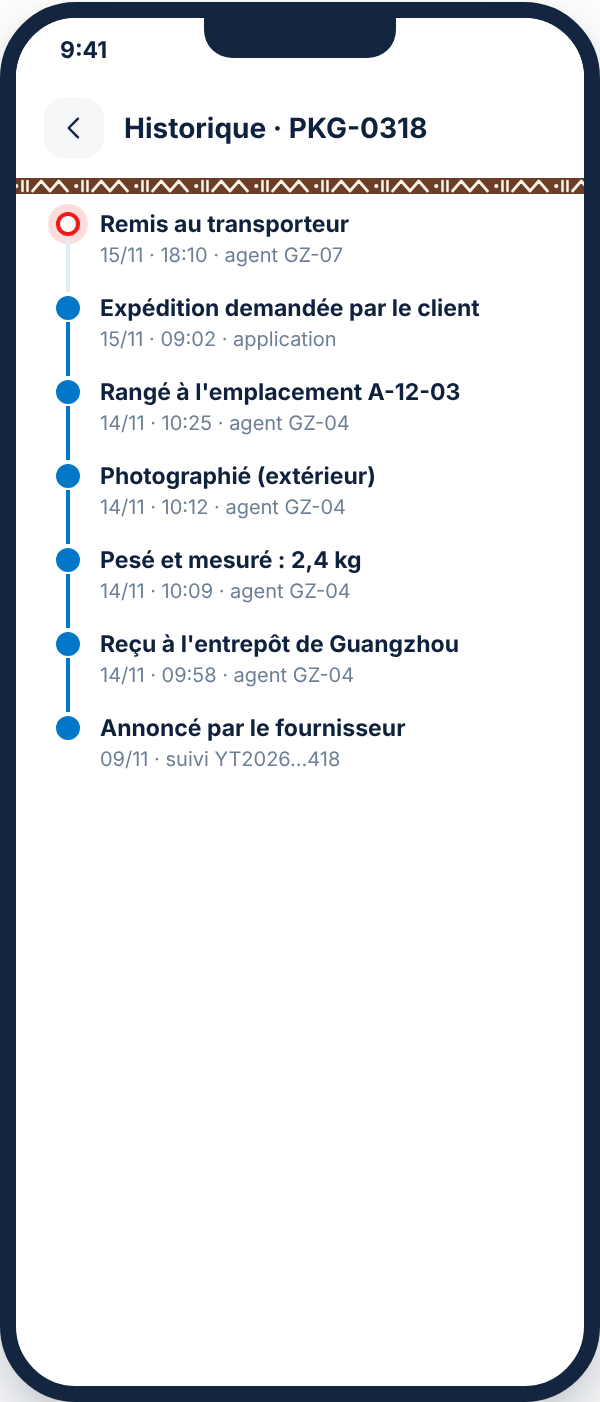 9:41
Historique · PKG-0318
Remis au transporteur
15/11 · 18:10 · agent GZ-07
Expédition demandée par le client
15/11 · 09:02 · application
Rangé à l'emplacement A-12-03
14/11 · 10:25 · agent GZ-04
Photographié (extérieur)
14/11 · 10:12 · agent GZ-04
Pesé et mesuré : 2,4 kg
14/11 · 10:09 · agent GZ-04
Reçu à l'entrepôt de Guangzhou
14/11 · 09:58 · agent GZ-04
Annoncé par le fournisseur
09/11 · suivi YT2026…418